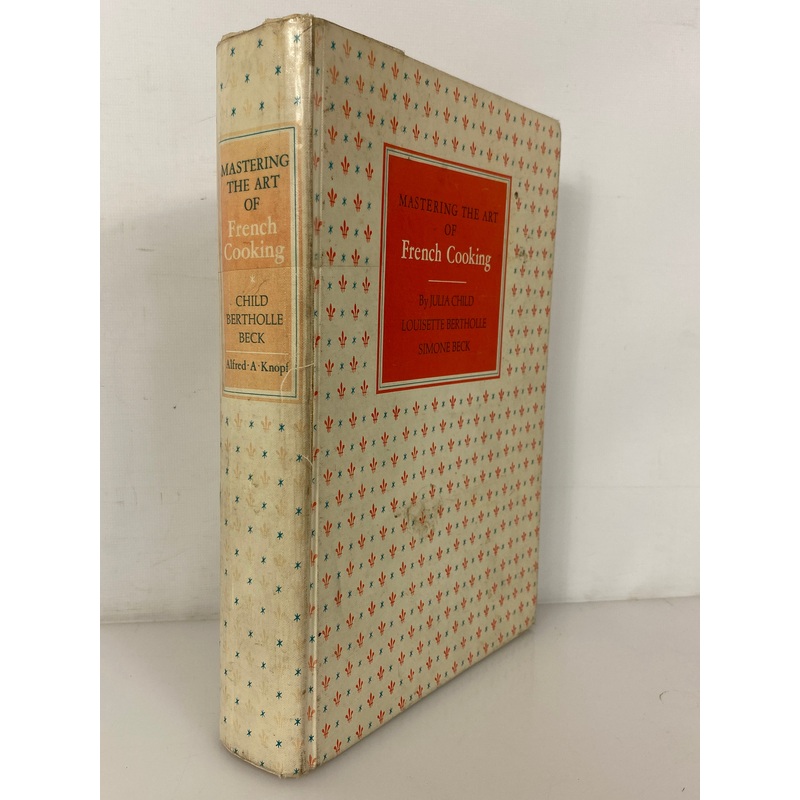 MASTERING
THE ART
OF
French
Cooking
CHILD
BERTHOLLE
BECK
Alfred·A·Knopf
MASTERING THE ART
OF
French Cooking
By JULIA CHILD
LOUISETTE BERTHOLLE
SIMONE BECK